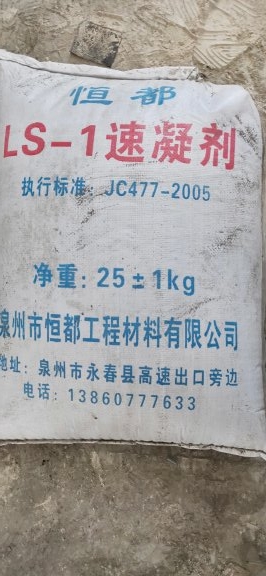 恒都
LS-1速凝剂
执行标准: JC477-2005
净重: 25±1kg
泉州市恒都工程材料有限公司
地址: 泉州市永春县高速出口旁边
电话: 13860777633